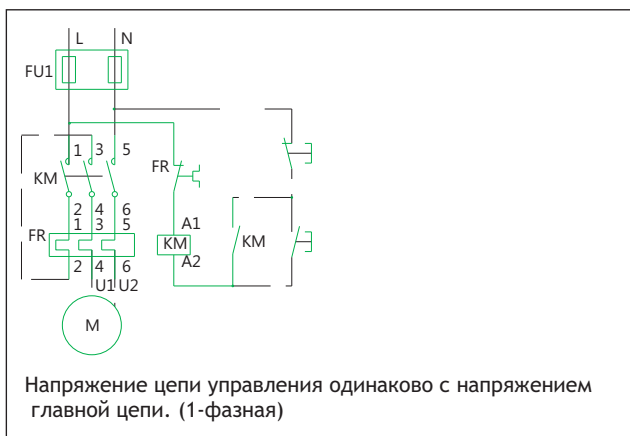 L N
FU1
1 3 5
KM FR
2 4 6
1 3 5
FR
A1
KM KM
A2
2 4 6
U1 U2
M
Напряжение цепи управления одинаково с напряжением
главной цепи. (1-фазная)